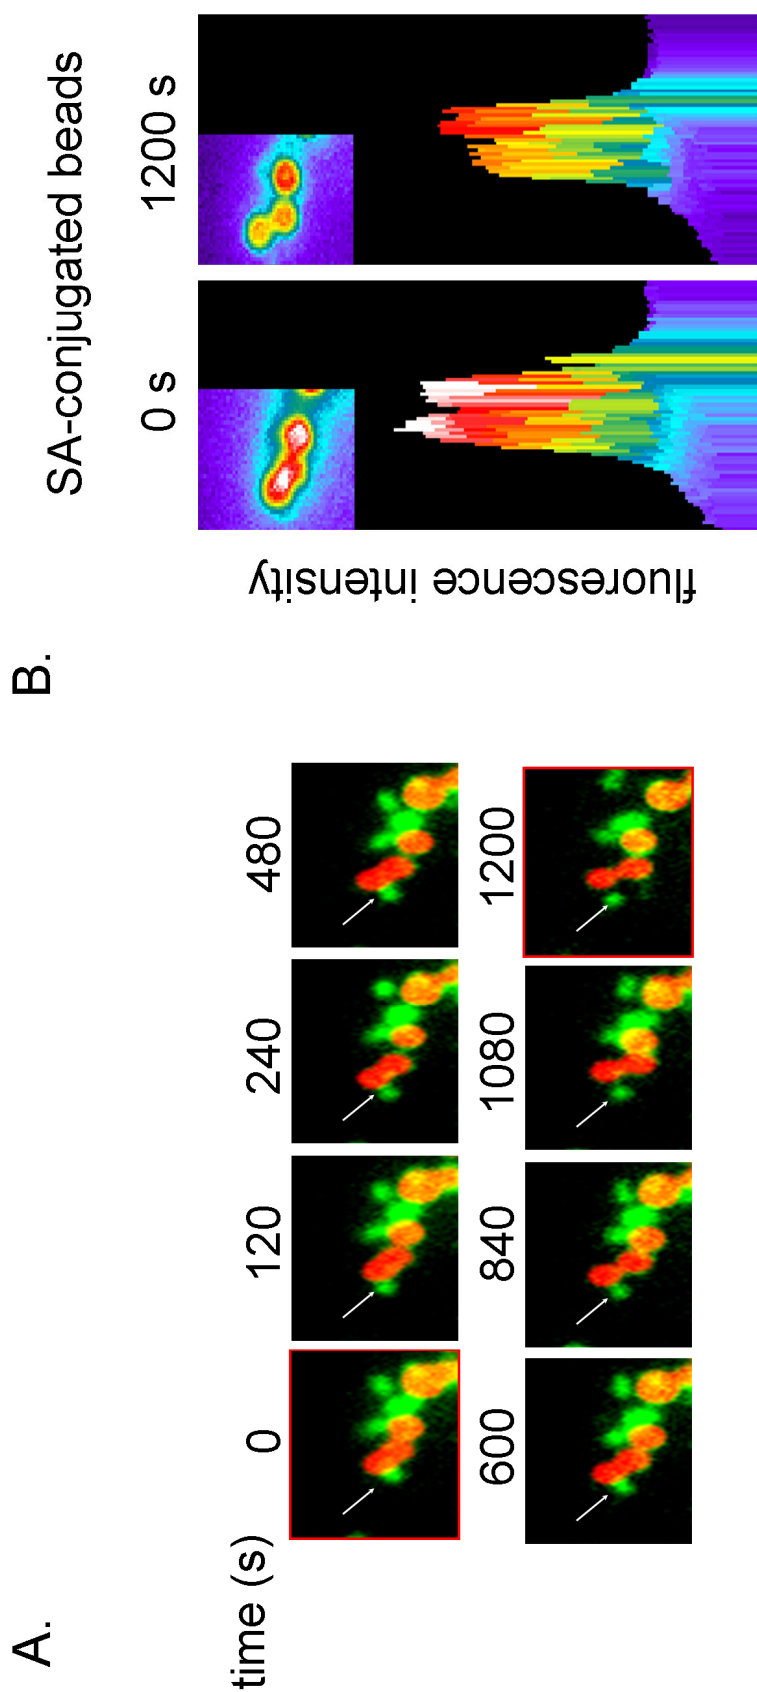 A.
time (s)
0
120
240
480
600
840
1080
1200
B.
SA-conjugated beads
0 s
1200 s
fluorescence intensity